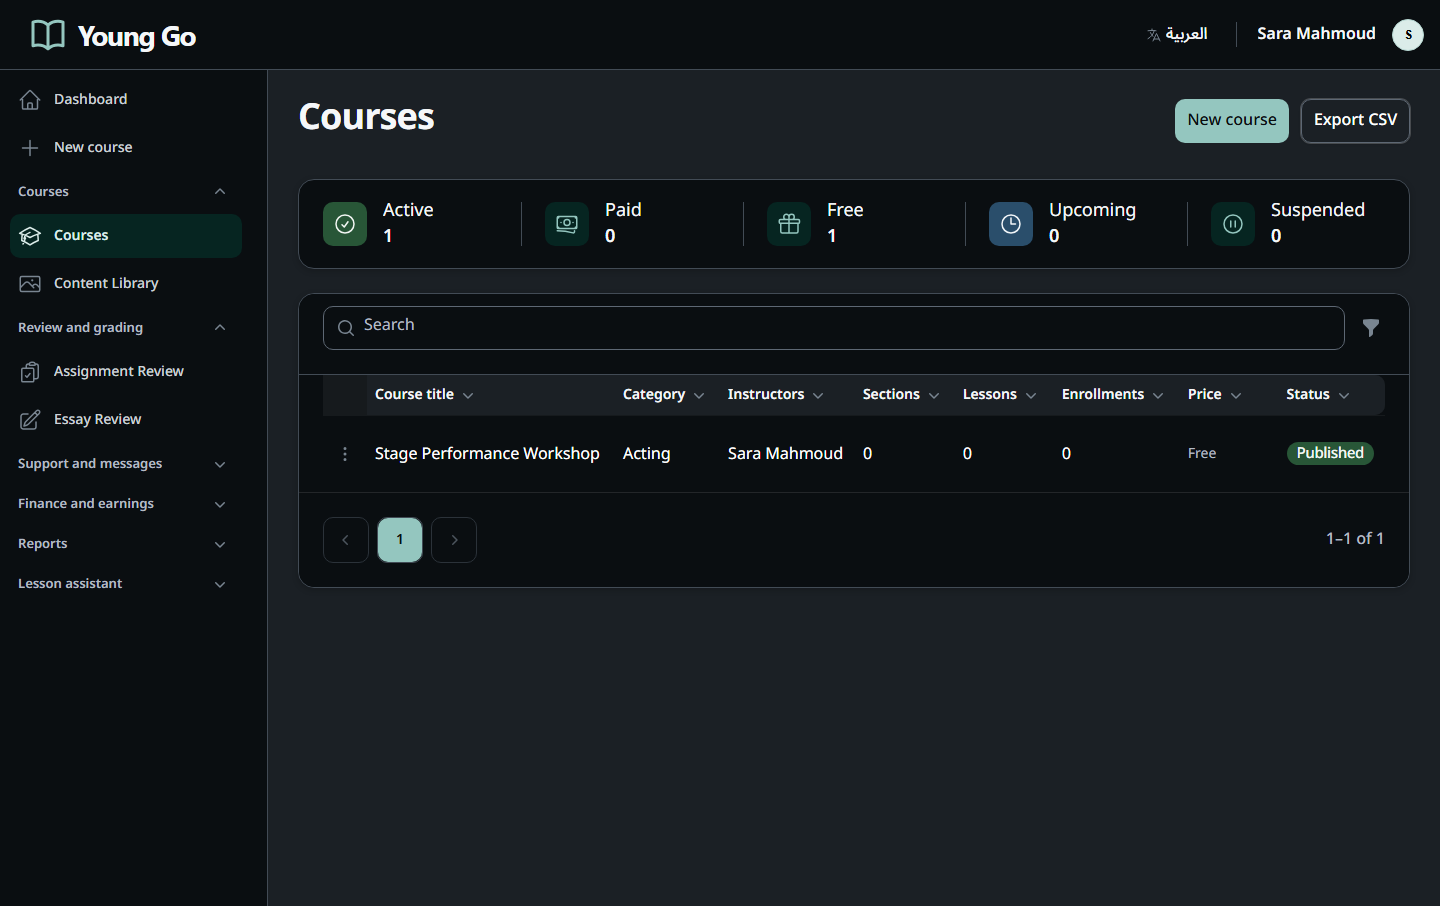 Young Go
العربية
Sara Mahmoud
S
Dashboard
New course
Courses
Courses
Content Library
Review and grading
Assignment Review
Essay Review
Support and messages
Finance and earnings
Reports
Lesson assistant
Courses
New course
Export CSV
Active
1
Paid
0
Free
1
Upcoming
0
Suspended
0
Search
Course title Category Instructors Sections Lessons Enrollments Price Status
Stage Performance Workshop Acting Sara Mahmoud 0 0 0 Free Published
1
1–1 of 1